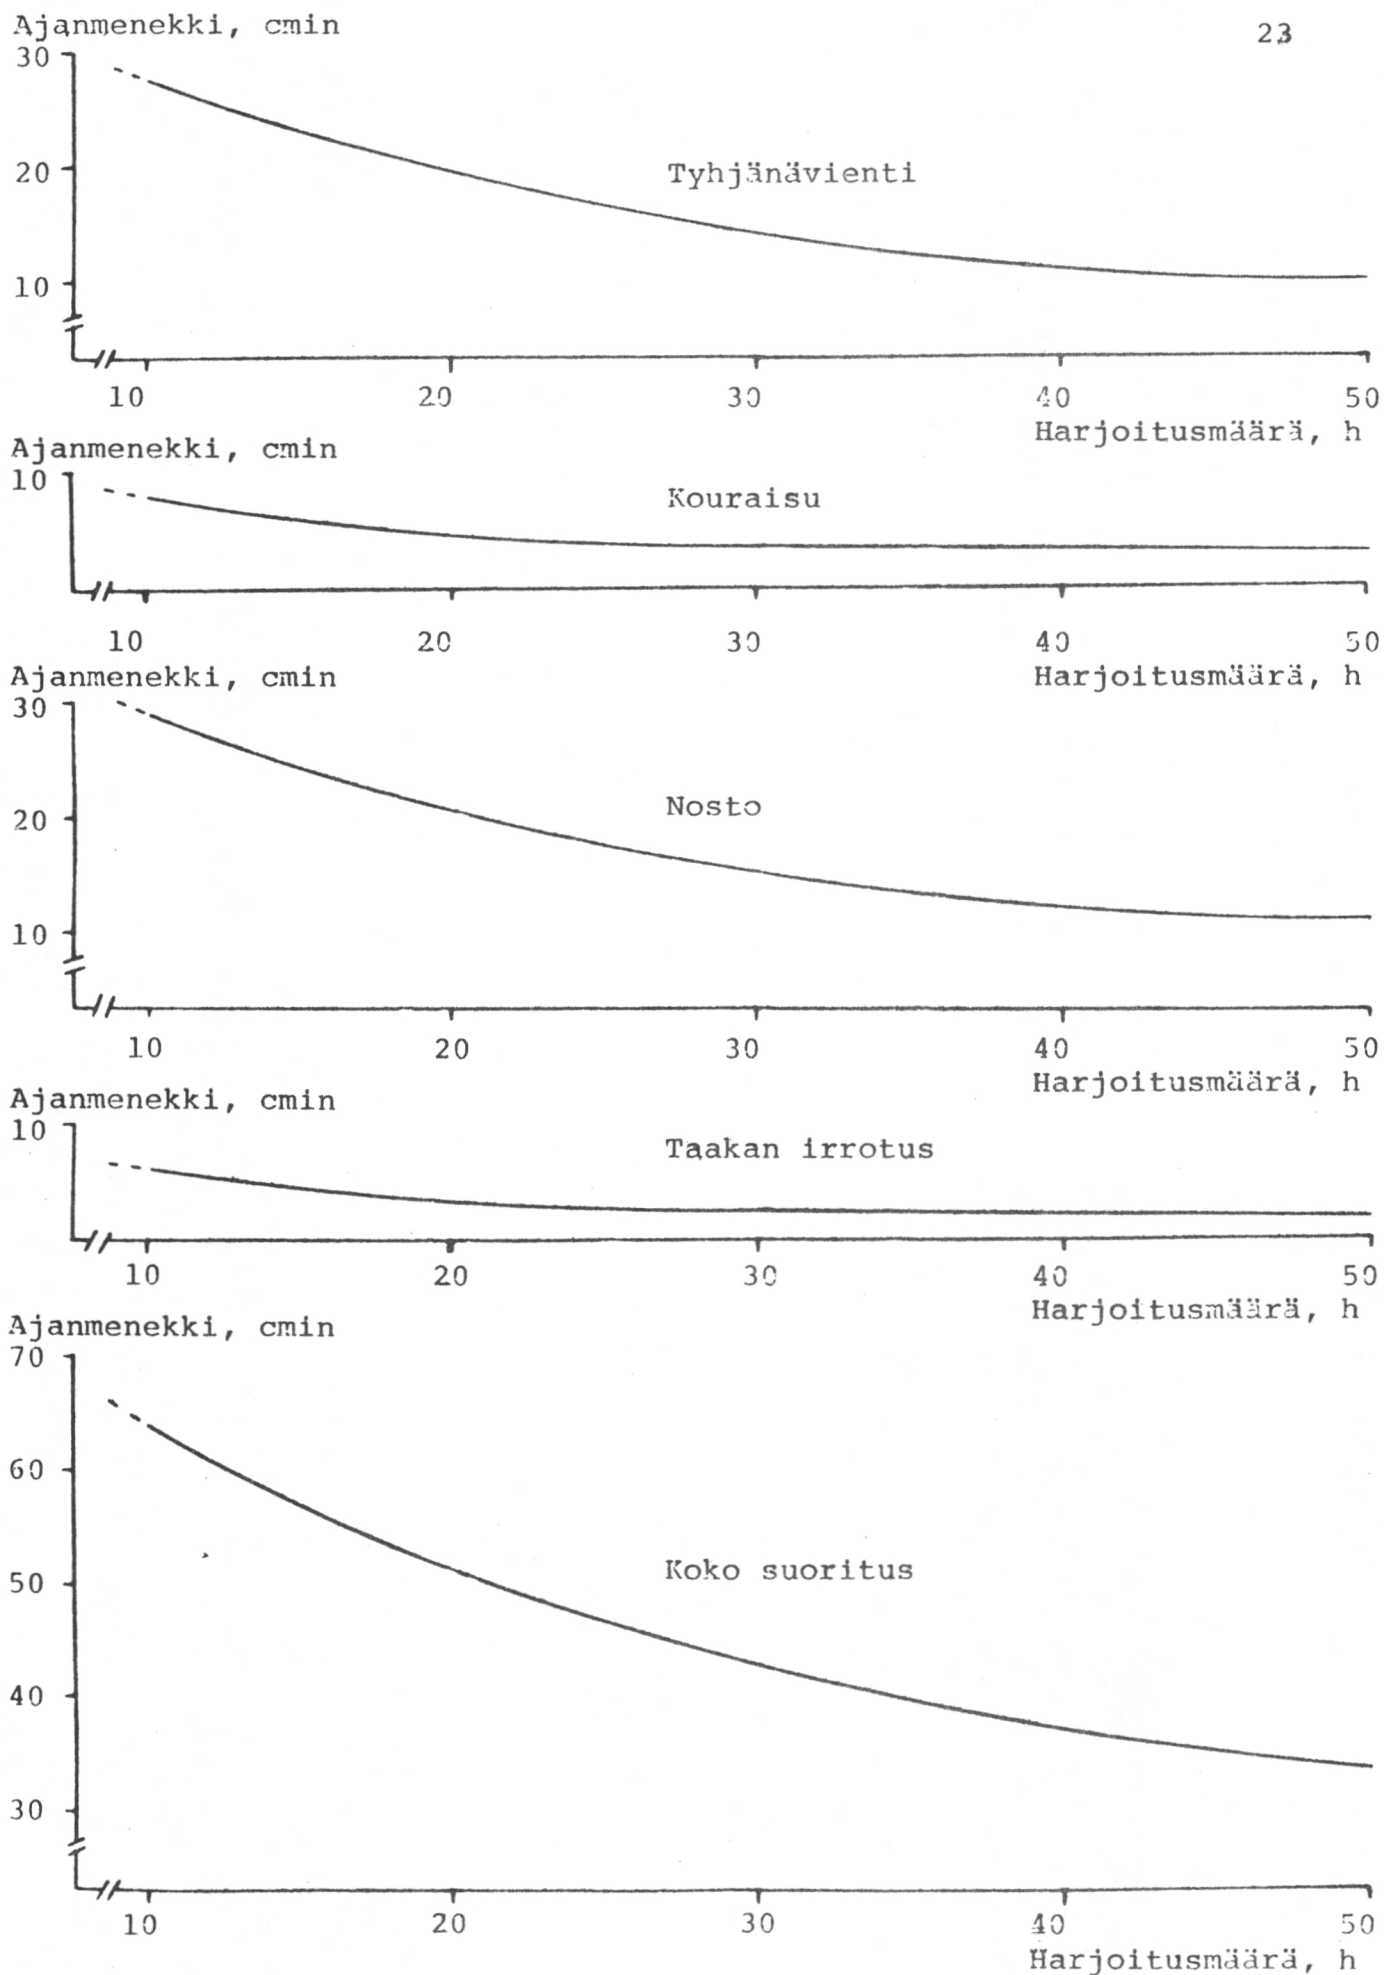 Ajanmenekki, cmin
23
30
20
Tyhjänävienti
10
10 20 30 40 50
Harjoitusmäärä, h
Ajanmenekki, cmin
10
Kouraisu
10 20 30 40 50
Harjoitusmäärä, h
Ajanmenekki, cmin
30
Nosto
20
10
10 20 30 40 50
Harjoitusmäärä, h
Ajanmenekki, cmin
10
Taakan irrotus
10 20 30 40 50
Harjoitusmäärä, h
Ajanmenekki, cmin
70
60
50
Koko suoritus
40
30
10 20 30 40 50
Harjoitusmäärä, h